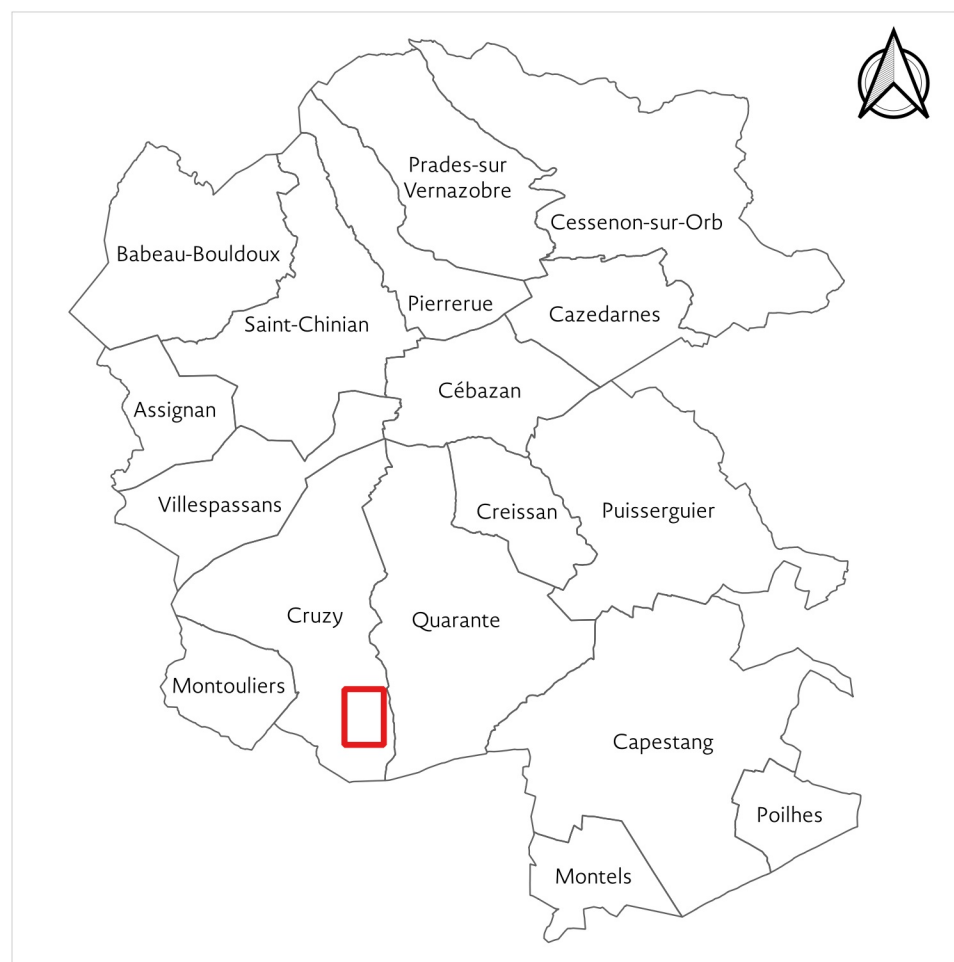 Prades-sur
Vernazobre
Cessenon-sur-Orb
Babeau-Bouldoux
Pierrerue
Cazedarnes
Saint-Chinian
Cébazan
Assignan
Villespassans
Creissan
Puisserguier
Cruzy
Quarante
Montouliers
Capestang
Poilhes
Montels